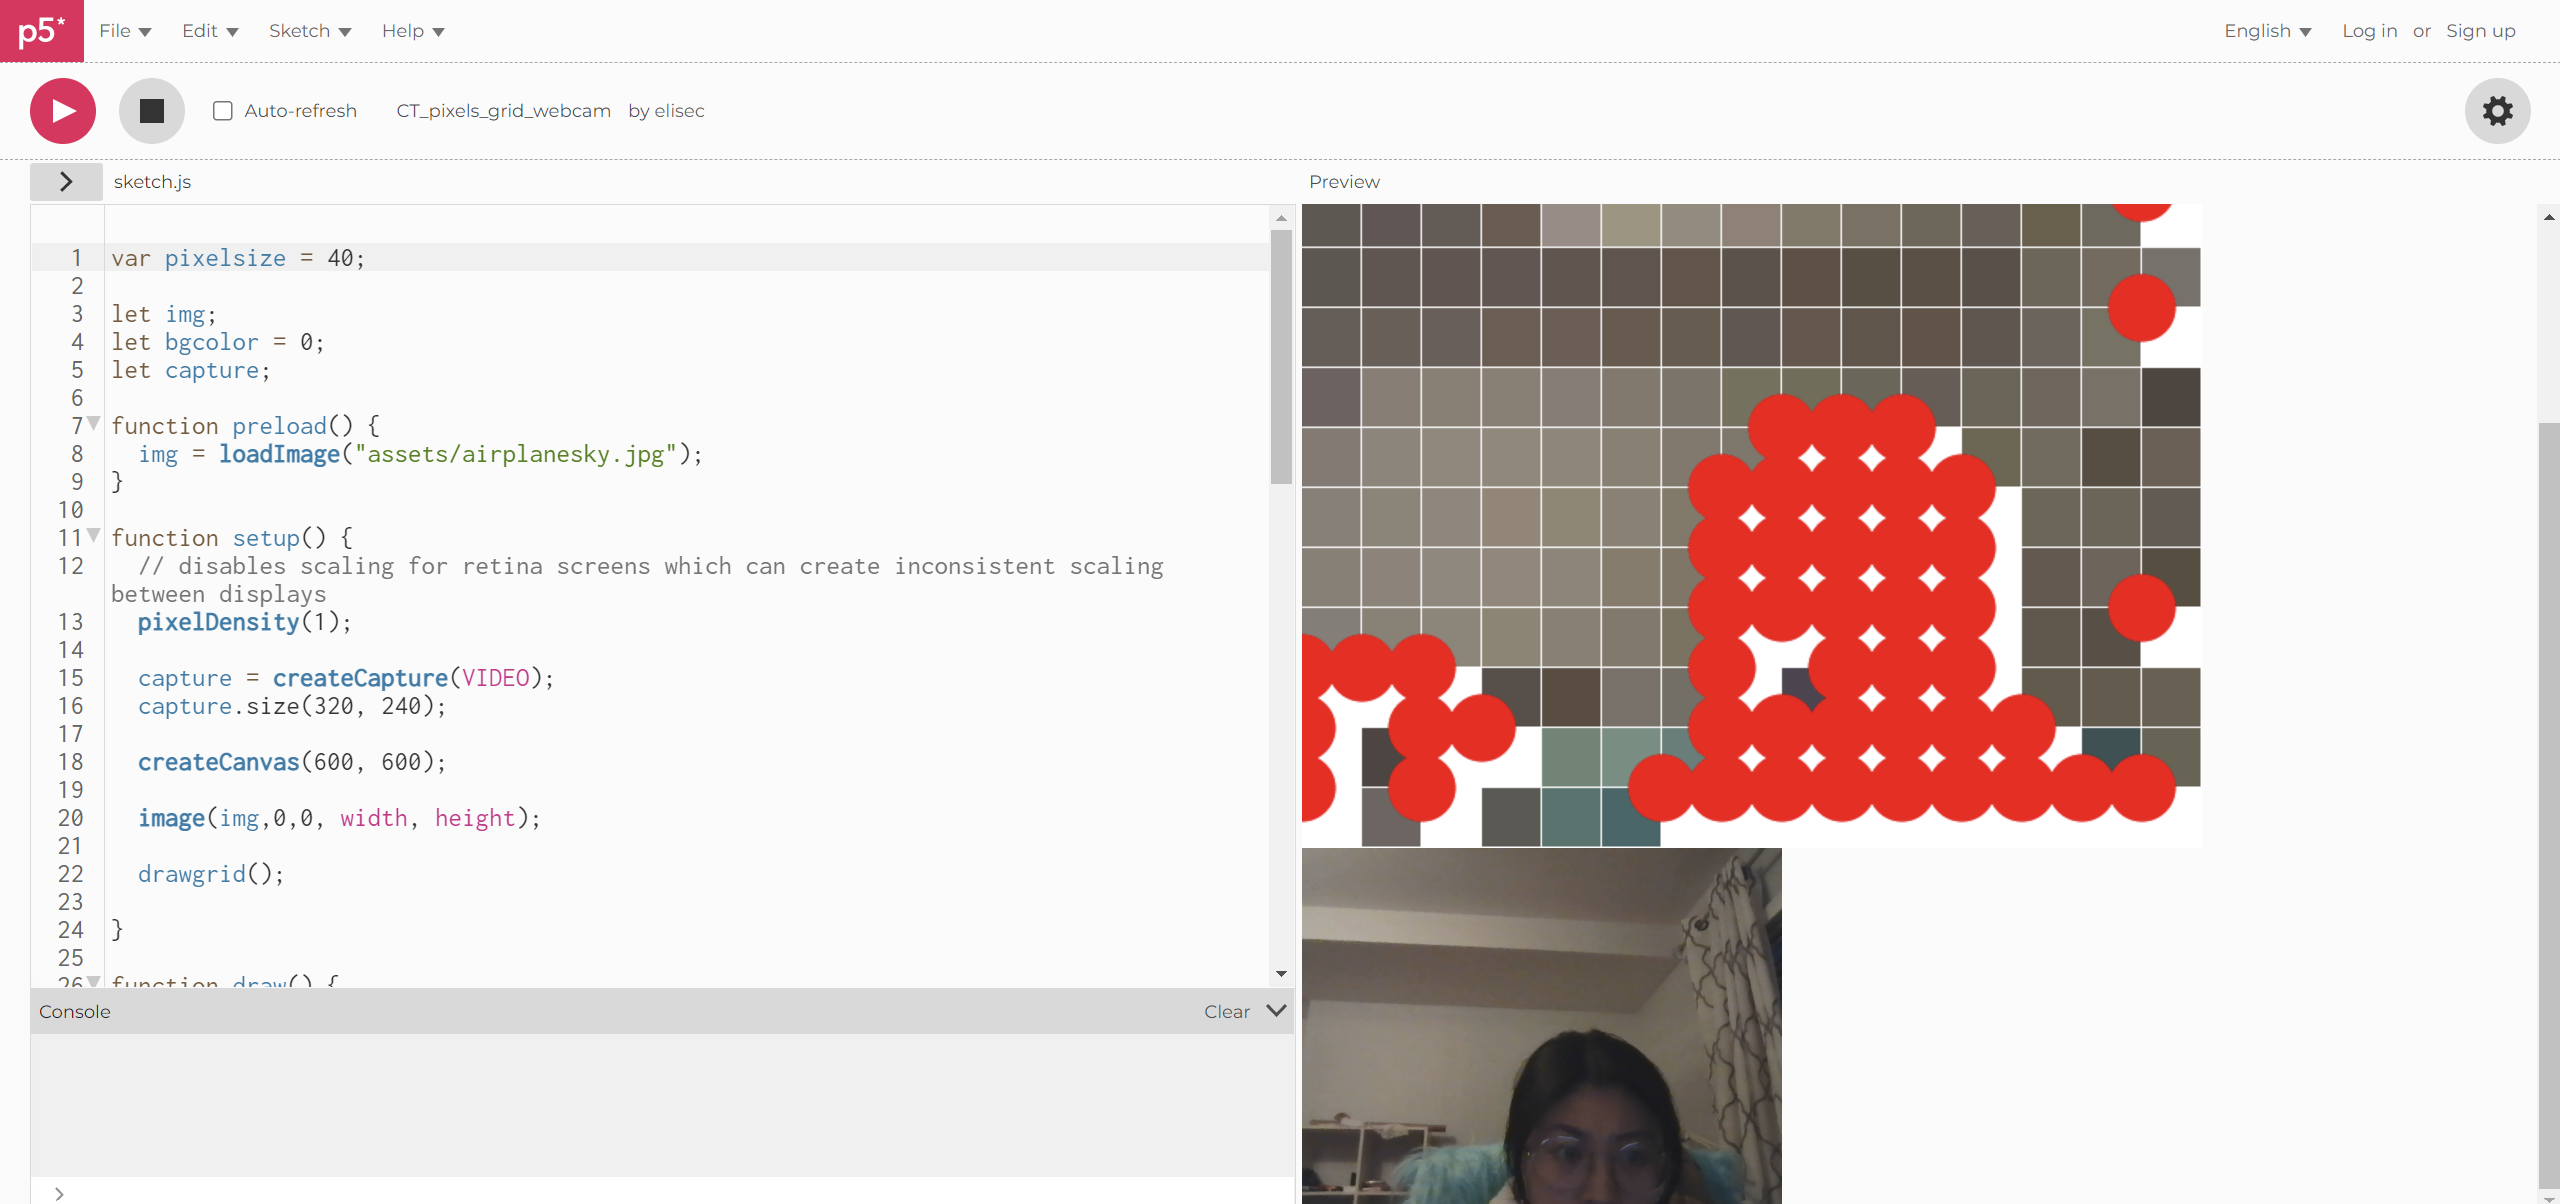 p5*
File Edit Sketch Help English Log in or Sign up
Auto-refresh CT_pixels_grid_webcam by elisec
> sketch.js
Preview
1 var pixelsize = 40;
2
3 let img;
4 let bgcolor = 0;
5 let capture;
6
7 function preload() {
8 img = loadImage("assets/airplanesky.jpg");
9 }
10
11 function setup() {
12 // disables scaling for retina screens which can create inconsistent scaling
between displays
13 pixelDensity(1);
14
15 capture = createCapture(VIDEO);
16 capture.size(320, 240);
17
18 createCanvas(600, 600);
19
20 image(img,0,0, width, height);
21
22 drawgrid();
23
24 }
25
26 function draw() {
Console Clear
>